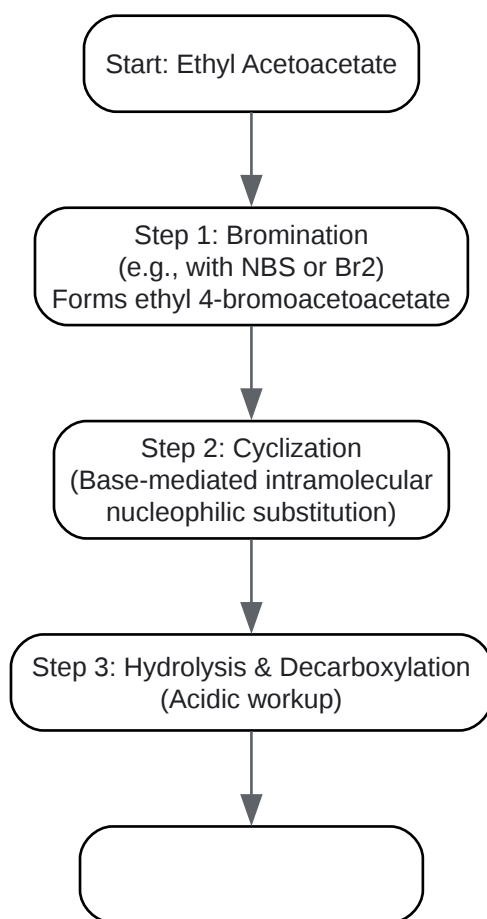 Start: Ethyl Acetoacetate
Step 1: Bromination
(e.g., with NBS or Br2)
Forms ethyl 4-bromoacetoacetate
Step 2: Cyclization
(Base-mediated intramolecular
nucleophilic substitution)
Step 3: Hydrolysis & Decarboxylation
(Acidic workup)